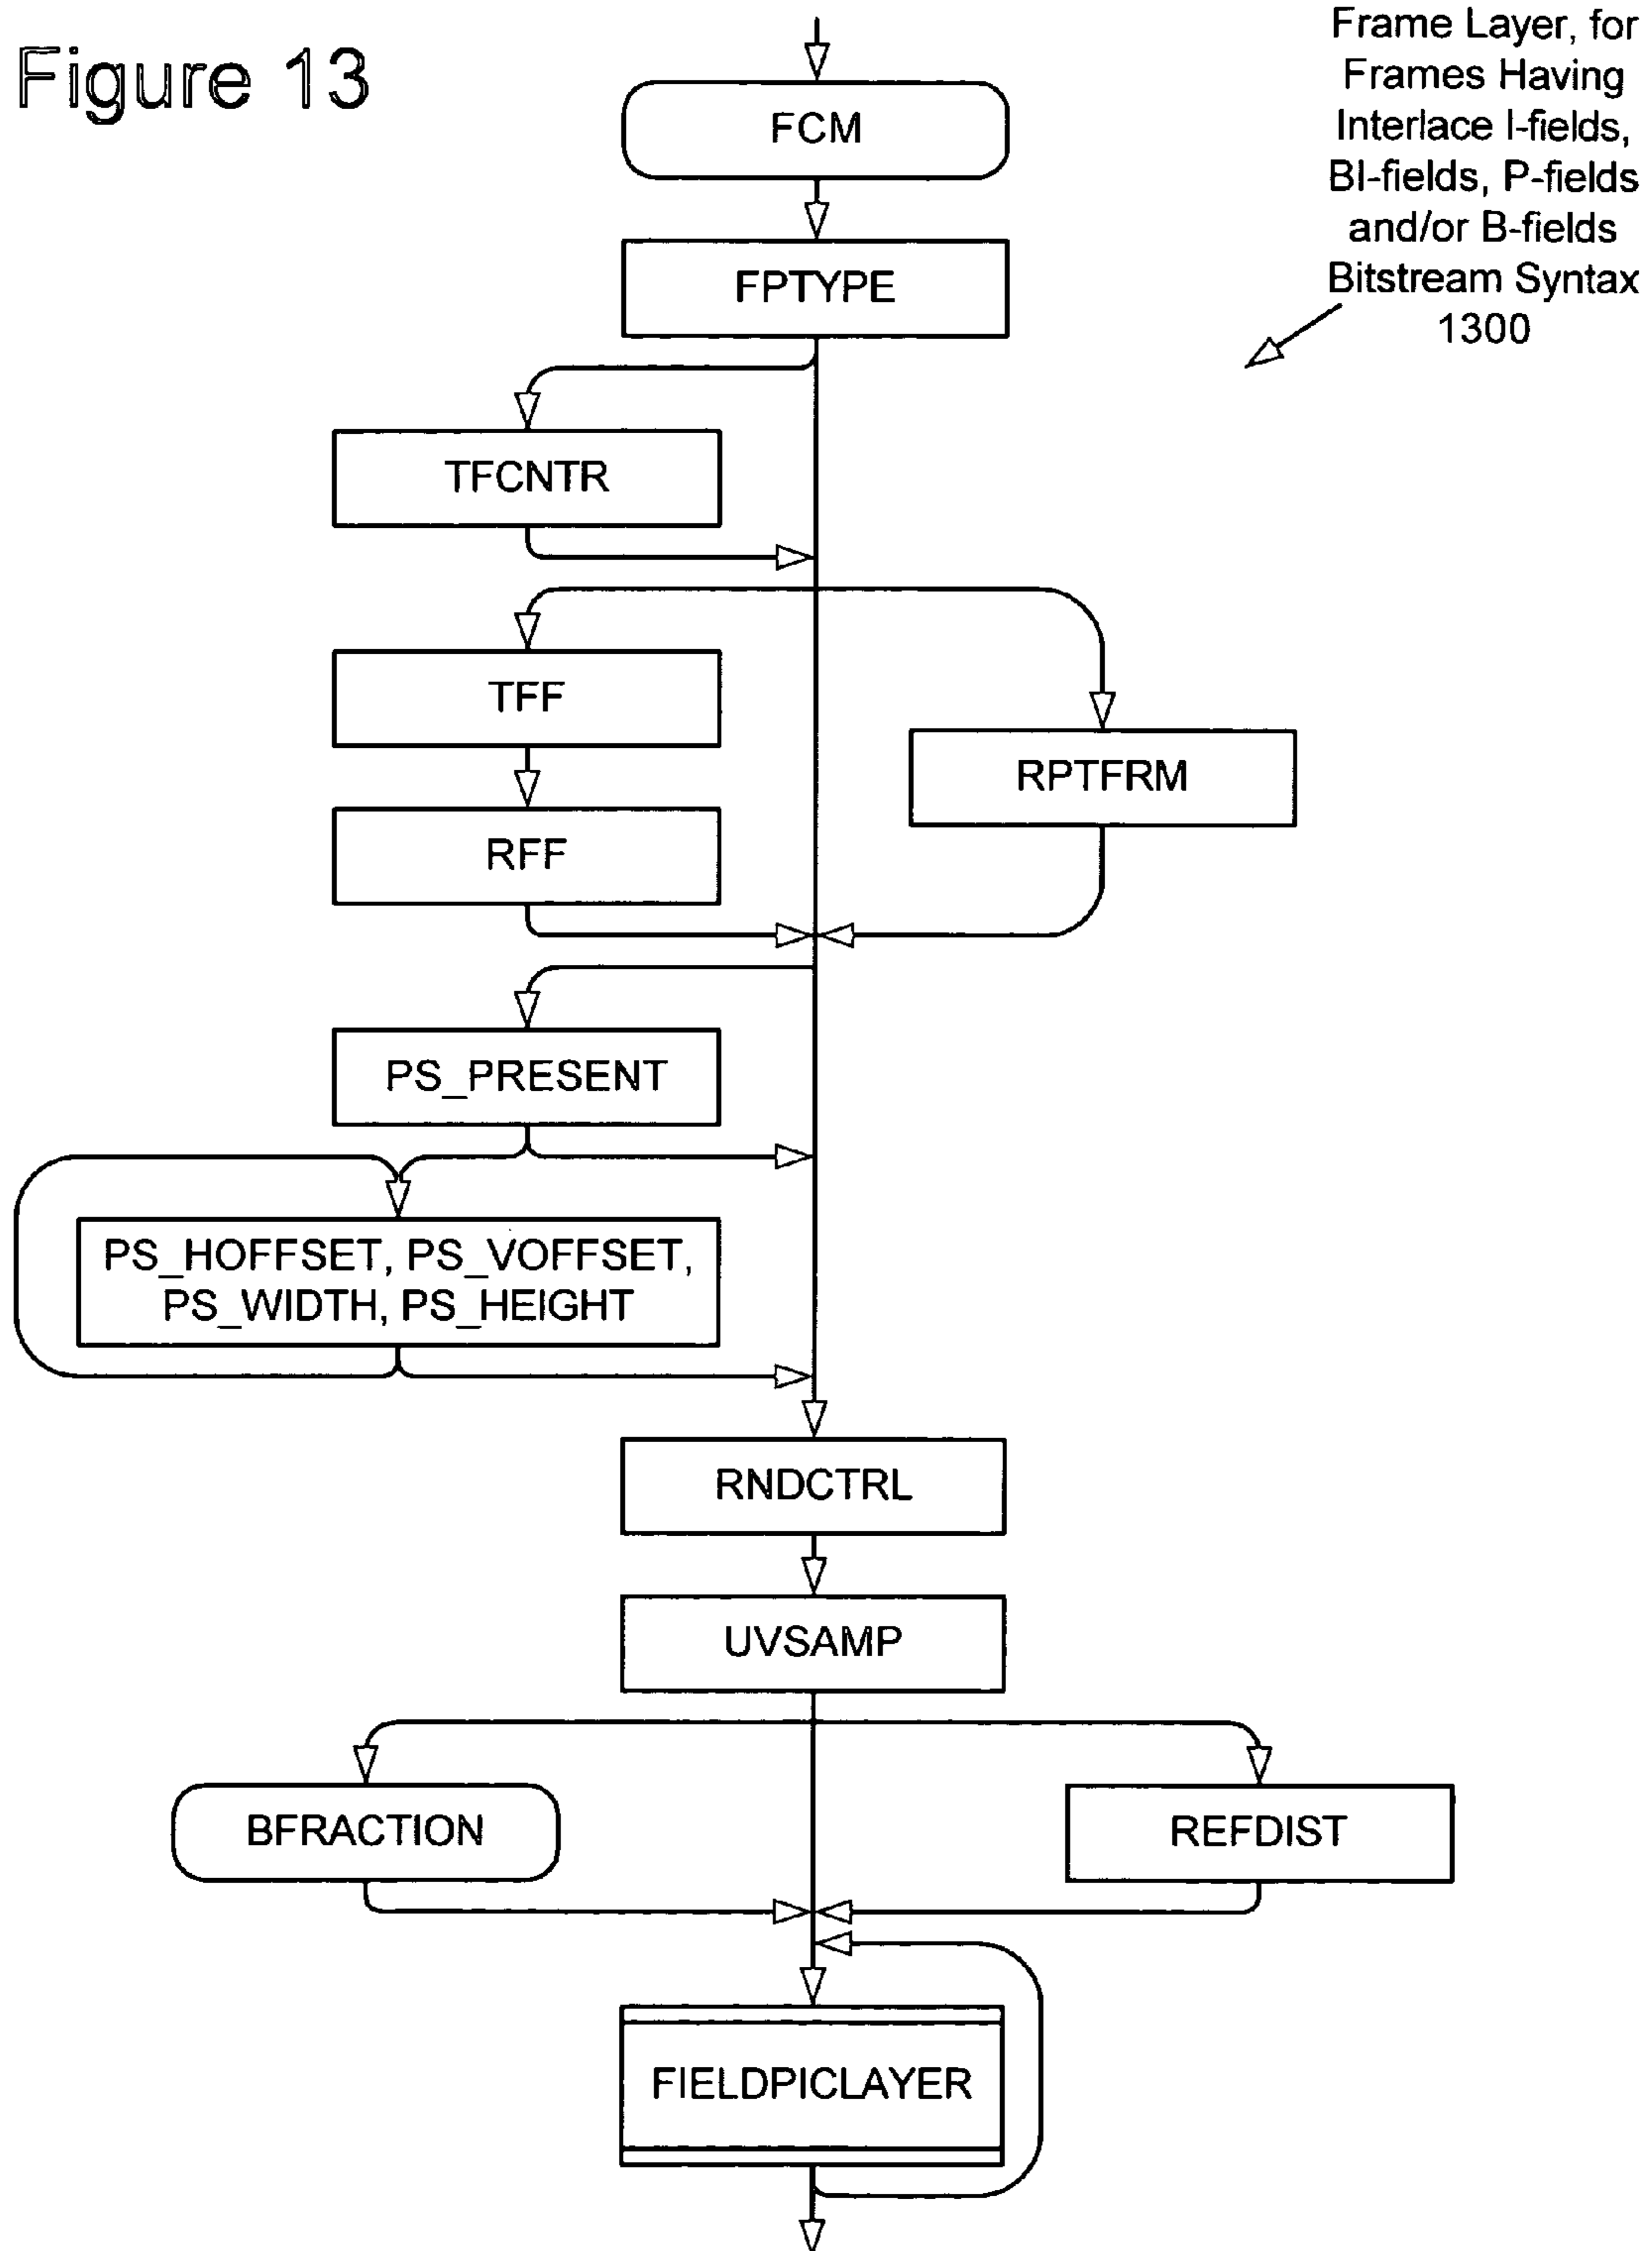 Figure 13
Frame Layer, for
Frames Having
Interlace I-fields,
BI-fields, P-fields
and/or B-fields
Bitstream Syntax
1300
FCM
FPTYPE
TFCNTR
TFF
RPTFRM
RFF
PS_PRESENT
PS_HOFFSET, PS_VOFFSET,
PS_WIDTH, PS_HEIGHT
RNDCTRL
UVSAMP
BFRACTION
REFDIST
FIELDPICLAYER